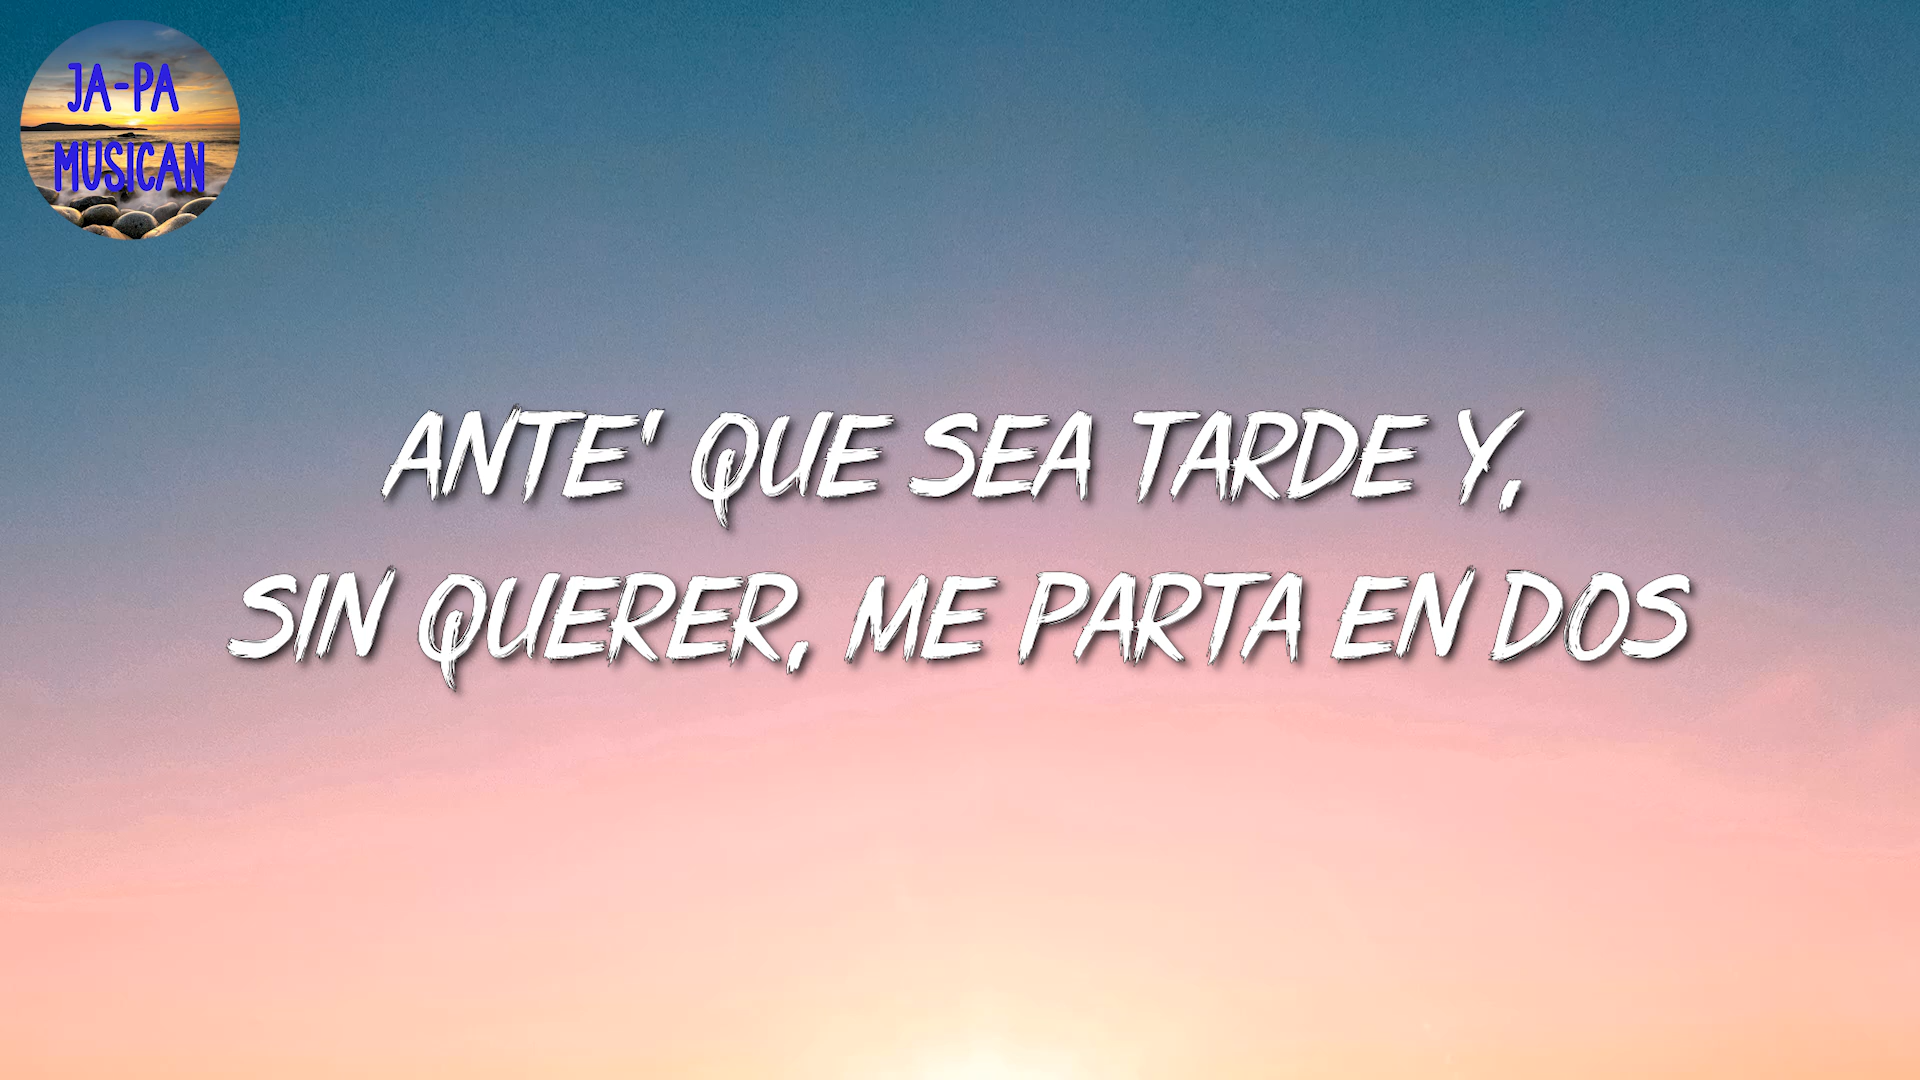 JA-PA
MUSICAN
ANTE' QUE SEA TARDE Y,
SIN QUERER, ME PARTA EN DOS